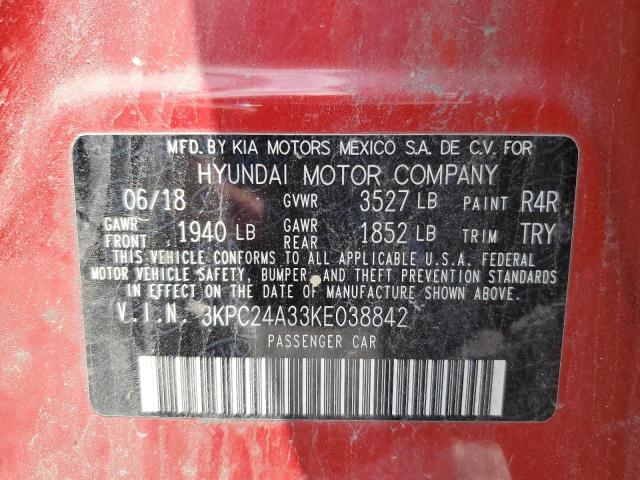 MFD. BY KIA MOTORS MEXICO S.A. DE C.V. FOR
HYUNDAI MOTOR COMPANY
06/18 GVWR 3527 LB PAINT R4R
GAWR FRONT 1940 LB GAWR REAR 1852 LB TRIM TRY
THIS VEHICLE CONFORMS TO ALL APPLICABLE U.S.A. FEDERAL
MOTOR VEHICLE SAFETY, BUMPER, AND THEFT PREVENTION STANDARDS
IN EFFECT ON THE DATE OF MANUFACTURE SHOWN ABOVE.
V.I.N. 3KPC24A33KE038842
PASSENGER CAR